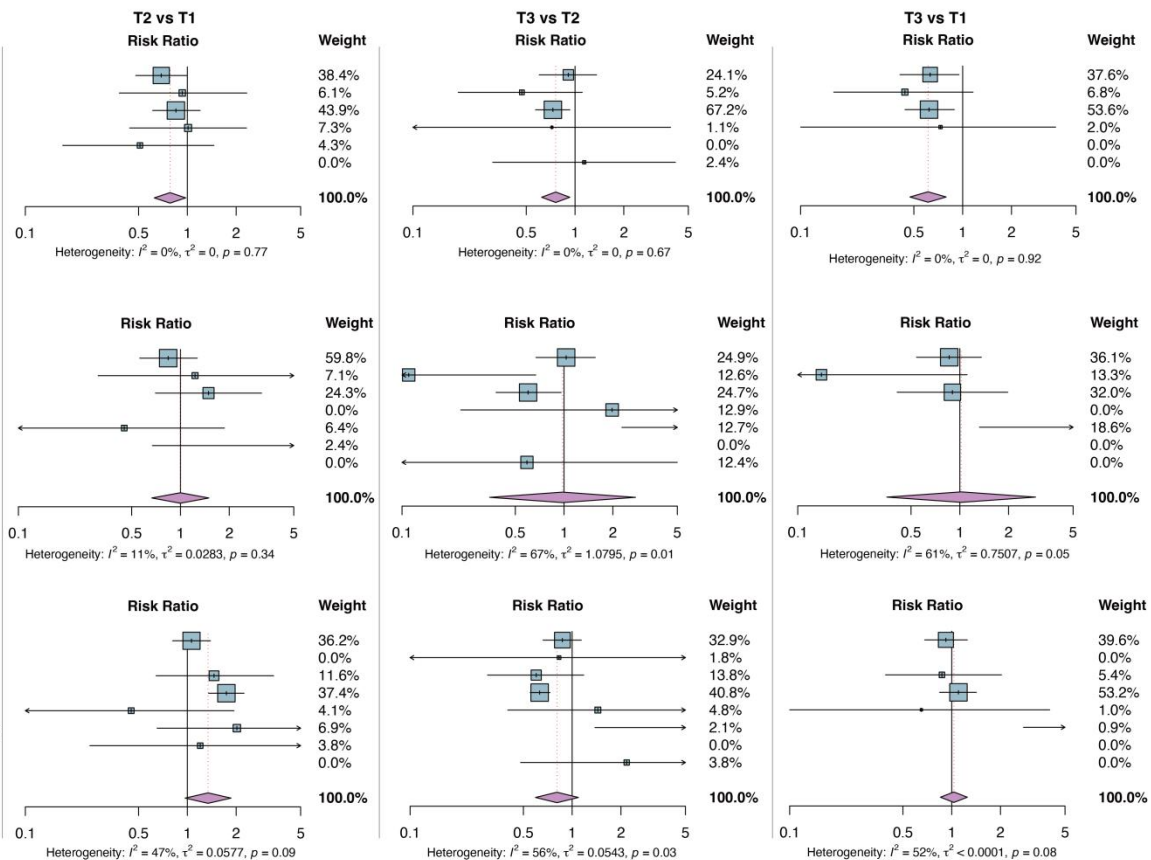 T2 vs T1 T3 vs T2 T3 vs T1
Risk Ratio Weight Risk Ratio Weight Risk Ratio Weight
38.4% 24.1% 37.6%
6.1% 5.2% 6.8%
43.9% 67.2% 53.6%
7.3% 1.1% 2.0%
4.3% 0.0% 0.0%
0.0% 2.4% 0.0%
100.0% 100.0% 100.0%
0.1 0.5 1 2 5 0.1 0.5 1 2 5 0.1 0.5 1 2 5
Heterogeneity: I² = 0%, τ² = 0, p = 0.77 Heterogeneity: I² = 0%, τ² = 0, p = 0.67 Heterogeneity: I² = 0%, τ² = 0, p = 0.92
Risk Ratio Weight Risk Ratio Weight Risk Ratio Weight
59.8% 24.9% 36.1%
7.1% 12.6% 13.3%
24.3% 24.7% 32.0%
0.0% 12.9% 0.0%
6.4% 12.7% 18.6%
2.4% 0.0% 0.0%
0.0% 12.4% 0.0%
100.0% 100.0% 100.0%
0.1 0.5 1 2 5 0.1 0.5 1 2 5 0.1 0.5 1 2 5
Heterogeneity: I² = 11%, τ² = 0.0283, p = 0.34 Heterogeneity: I² = 67%, τ² = 1.0795, p = 0.01 Heterogeneity: I² = 61%, τ² = 0.7507, p = 0.05
Risk Ratio Weight Risk Ratio Weight Risk Ratio Weight
36.2% 32.9% 39.6%
0.0% 1.8% 0.0%
11.6% 13.8% 5.4%
37.4% 40.8% 53.2%
4.1% 4.8% 1.0%
6.9% 2.1% 0.9%
3.8% 0.0% 0.0%
0.0% 3.8% 0.0%
100.0% 100.0% 100.0%
0.1 0.5 1 2 5 0.1 0.5 1 2 5 0.1 0.5 1 2 5
Heterogeneity: I² = 47%, τ² = 0.0577, p = 0.09 Heterogeneity: I² = 56%, τ² = 0.0543, p = 0.03 Heterogeneity: I² = 52%, τ² < 0.0001, p = 0.08